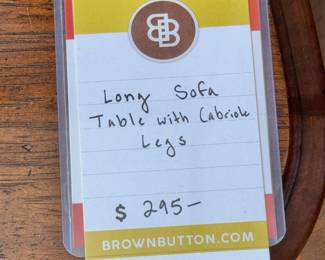 BB
Long Sofa
Table with Cabriole
Legs
$ 295—
BROWNBUTTON.COM